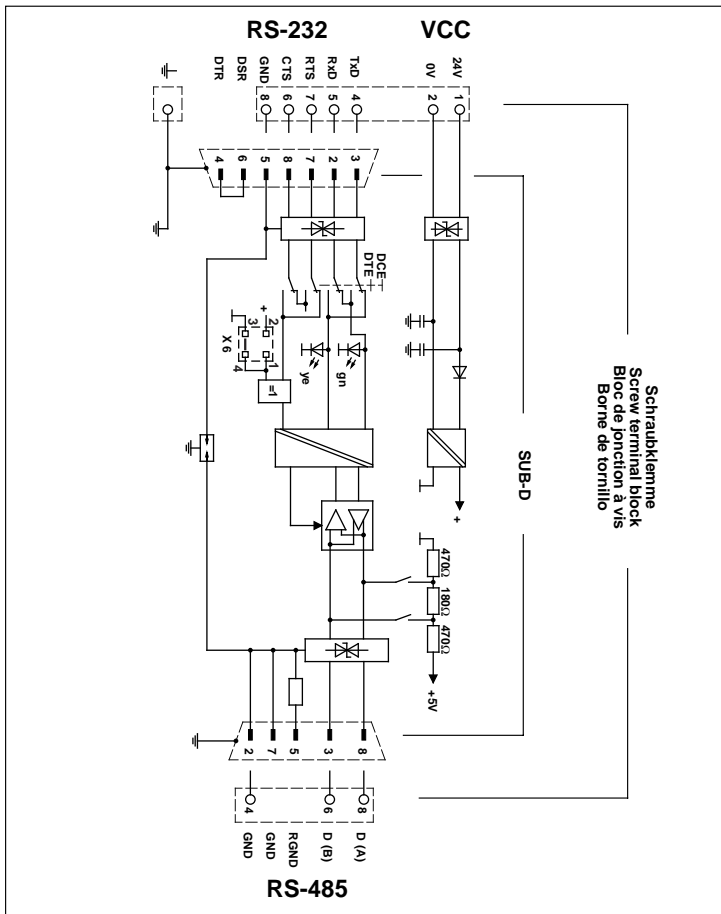 RS-232
VCC
DTR
DSR
GND
CTS
RTS
RxD
TxD
0V
24V
8
6
7
5
4
2
1
4
6
5
8
7
2
3
DCE
DTE
+
3
2
X6
4
1
=1
ye
gn
+
470Ω
180Ω
470Ω
+5V
SUB-D
Schraubklemme
Screw terminal block
Bloc de jonction à vis
Borne de tornillo
2
7
5
3
8
4
6
8
GND
GND
RGND
D (B)
D (A)
RS-485